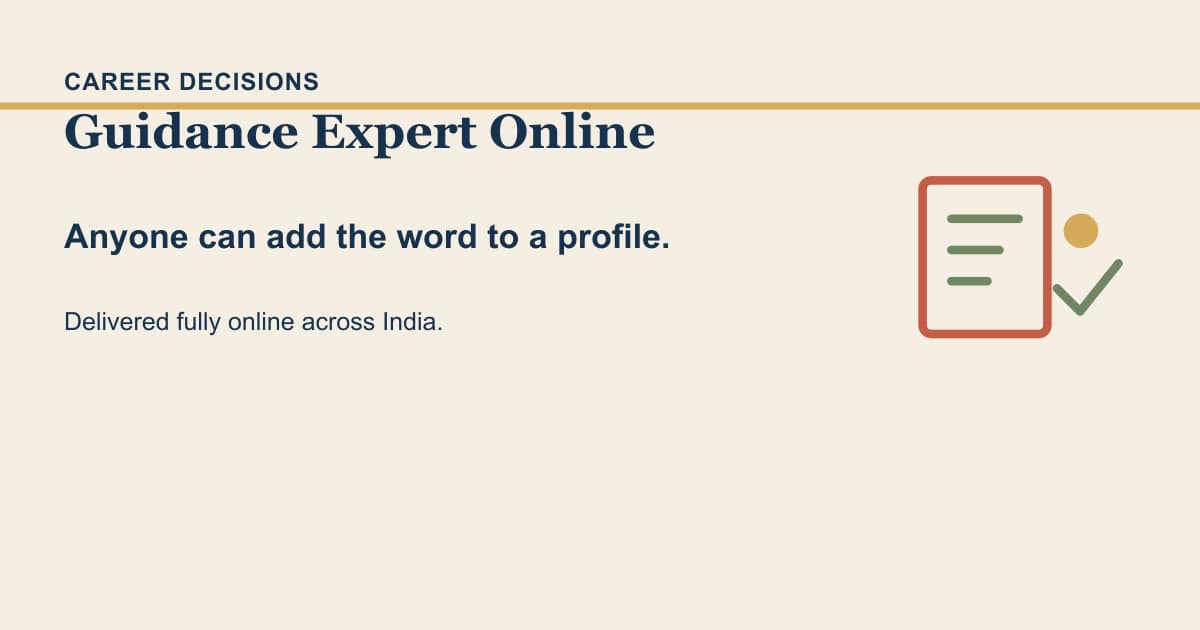 CAREER DECISIONS
Guidance Expert Online
Anyone can add the word to a profile.
Delivered fully online across India.